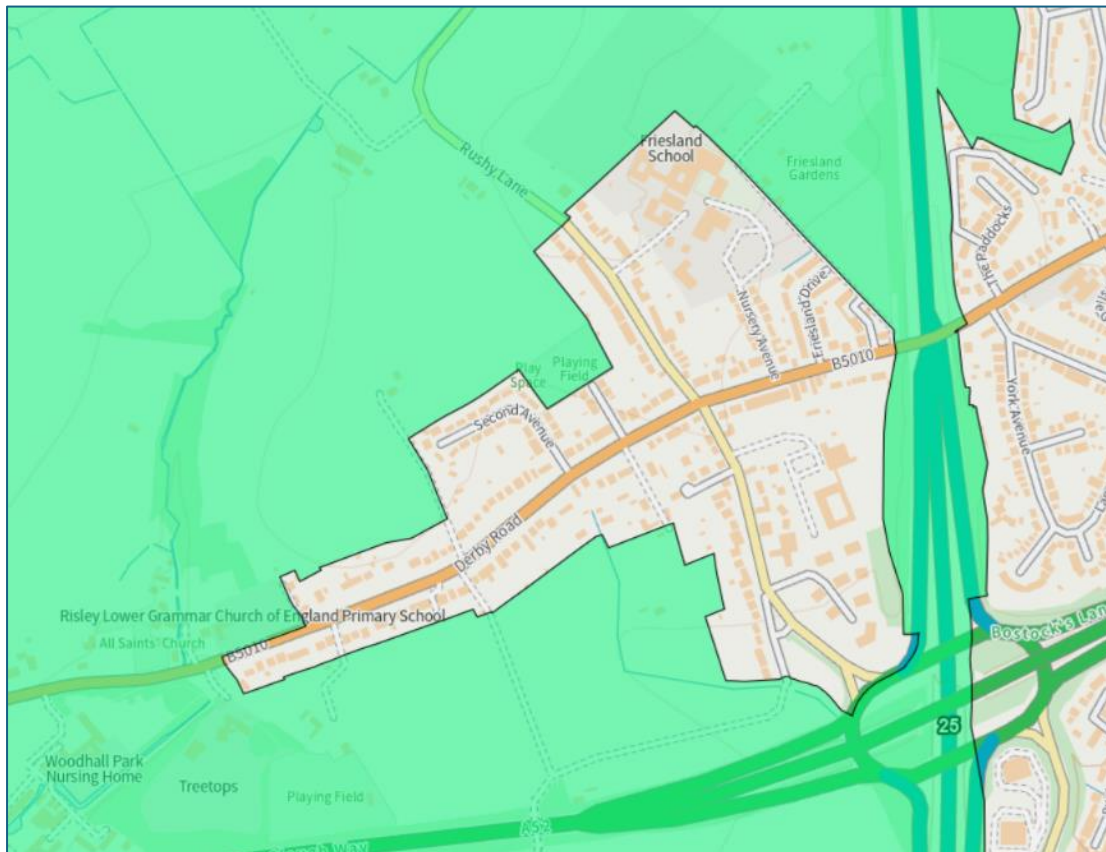 Friesland
School
Friesland
Gardens
Rushy Lane
The Paddocks
Nursery Avenue
Friesland Drive
B5010
Play
Space
Playing
Field
Second Avenue
York Avenue
Derby Road
Risley Lower Grammar Church of England Primary School
All Saints' Church
B5010
Bostock's Lan
25
Woodhall Park
Nursing Home
Treetops
Playing Field
A52